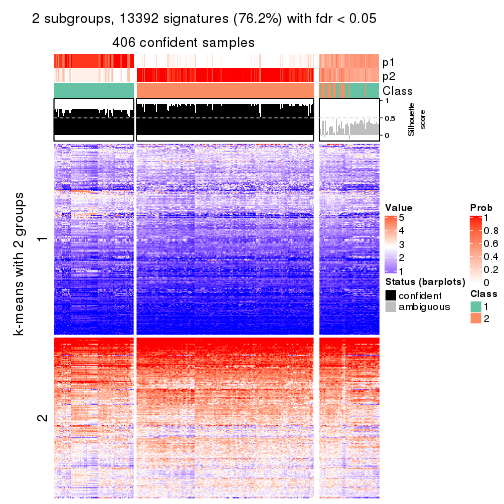 2 subgroups, 13392 signatures (76.2%) with fdr < 0.05
406 confident samples
p1
p2
Class
1
0.5
0
Silhouette
score
k-means with 2 groups
1
2
Value
5
4
3
2
1
Status (barplots)
confident
ambiguous
Prob
1
0.8
0.6
0.4
0.2
0
Class
1
2